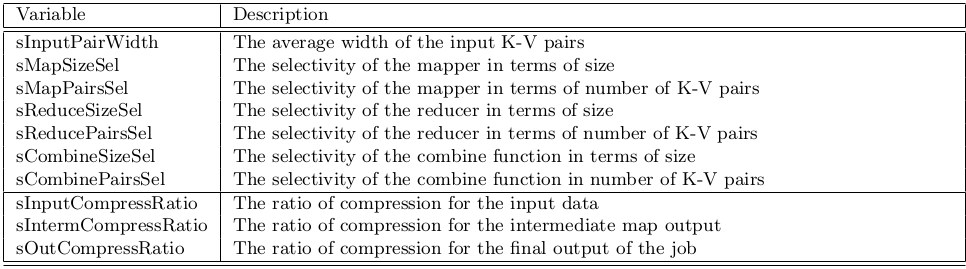 Variable Description
sInputPairWidth The average width of the input K-V pairs
sMapSizeSel The selectivity of the mapper in terms of size
sMapPairsSel The selectivity of the mapper in terms of number of K-V pairs
sReduceSizeSel The selectivity of the reducer in terms of size
sReducePairsSel The selectivity of the reducer in terms of number of K-V pairs
sCombineSizeSel The selectivity of the combine function in terms of size
sCombinePairsSel The selectivity of the combine function in number of K-V pairs
sInputCompressRatio The ratio of compression for the input data
sIntermCompressRatio The ratio of compression for the intermediate map output
sOutCompressRatio The ratio of compression for the final output of the job